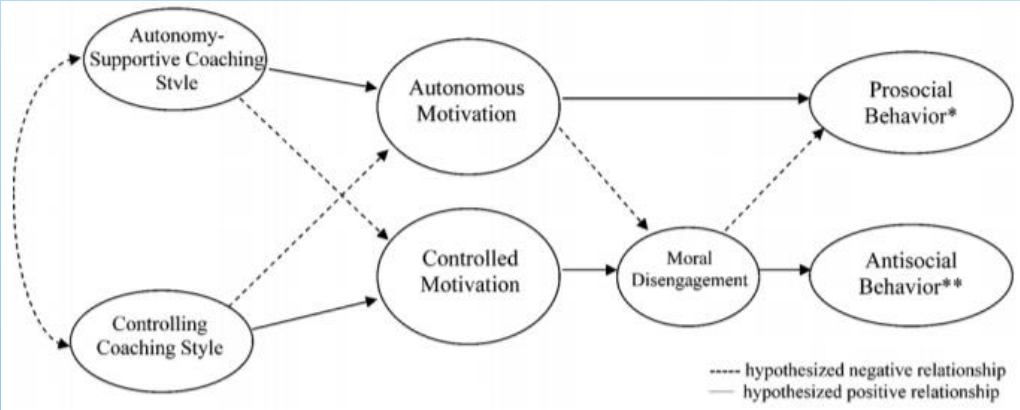 Autonomy-
Supportive Coaching
Style
Autonomous
Motivation
Prosocial
Behavior*
Controlled
Motivation
Moral
Disengagement
Antisocial
Behavior**
Controlling
Coaching Style
----- hypothesized negative relationship
— hypothesized positive relationship